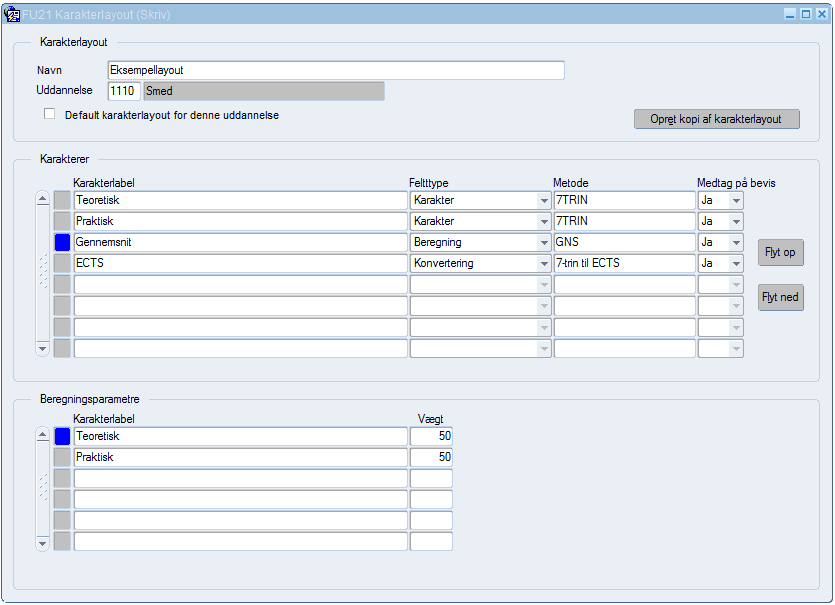 FU21 Karakterlayout (Skriv)
Karakterlayout
Navn Eksempellayout
Uddannelse 1110 Smed
Default karakterlayout for denne uddannelse
Opret kopi af karakterlayout
Karakterer
Karakterlabel Felttype Metode Medtag på bevis
Teoretisk Karakter 7TRIN Ja
Praktisk Karakter 7TRIN Ja
Gennemsnit Beregning GNS Ja
ECTS Konvertering 7-trin til ECTS Ja
Flyt op
Flyt ned
Beregningsparametre
Karakterlabel Vægt
Teoretisk 50
Praktisk 50